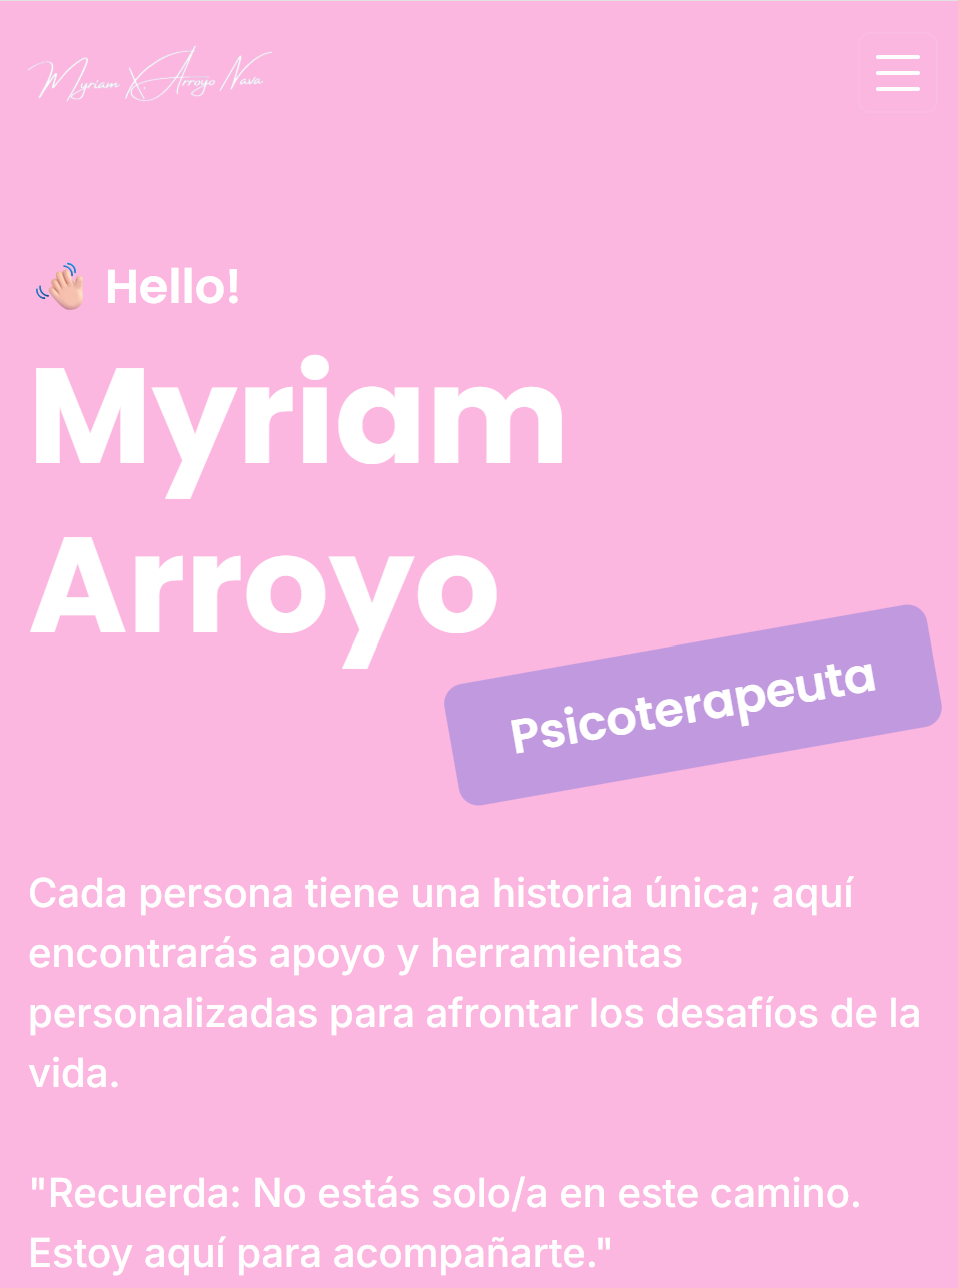 Myriam X. Arroyo Nava
Hello!
Myriam
Arroyo
Psicoterapeuta
Cada persona tiene una historia única; aquí
encontrarás apoyo y herramientas
personalizadas para afrontar los desafíos de la
vida.
"Recuerda: No estás solo/a en este camino.
Estoy aquí para acompañarte."